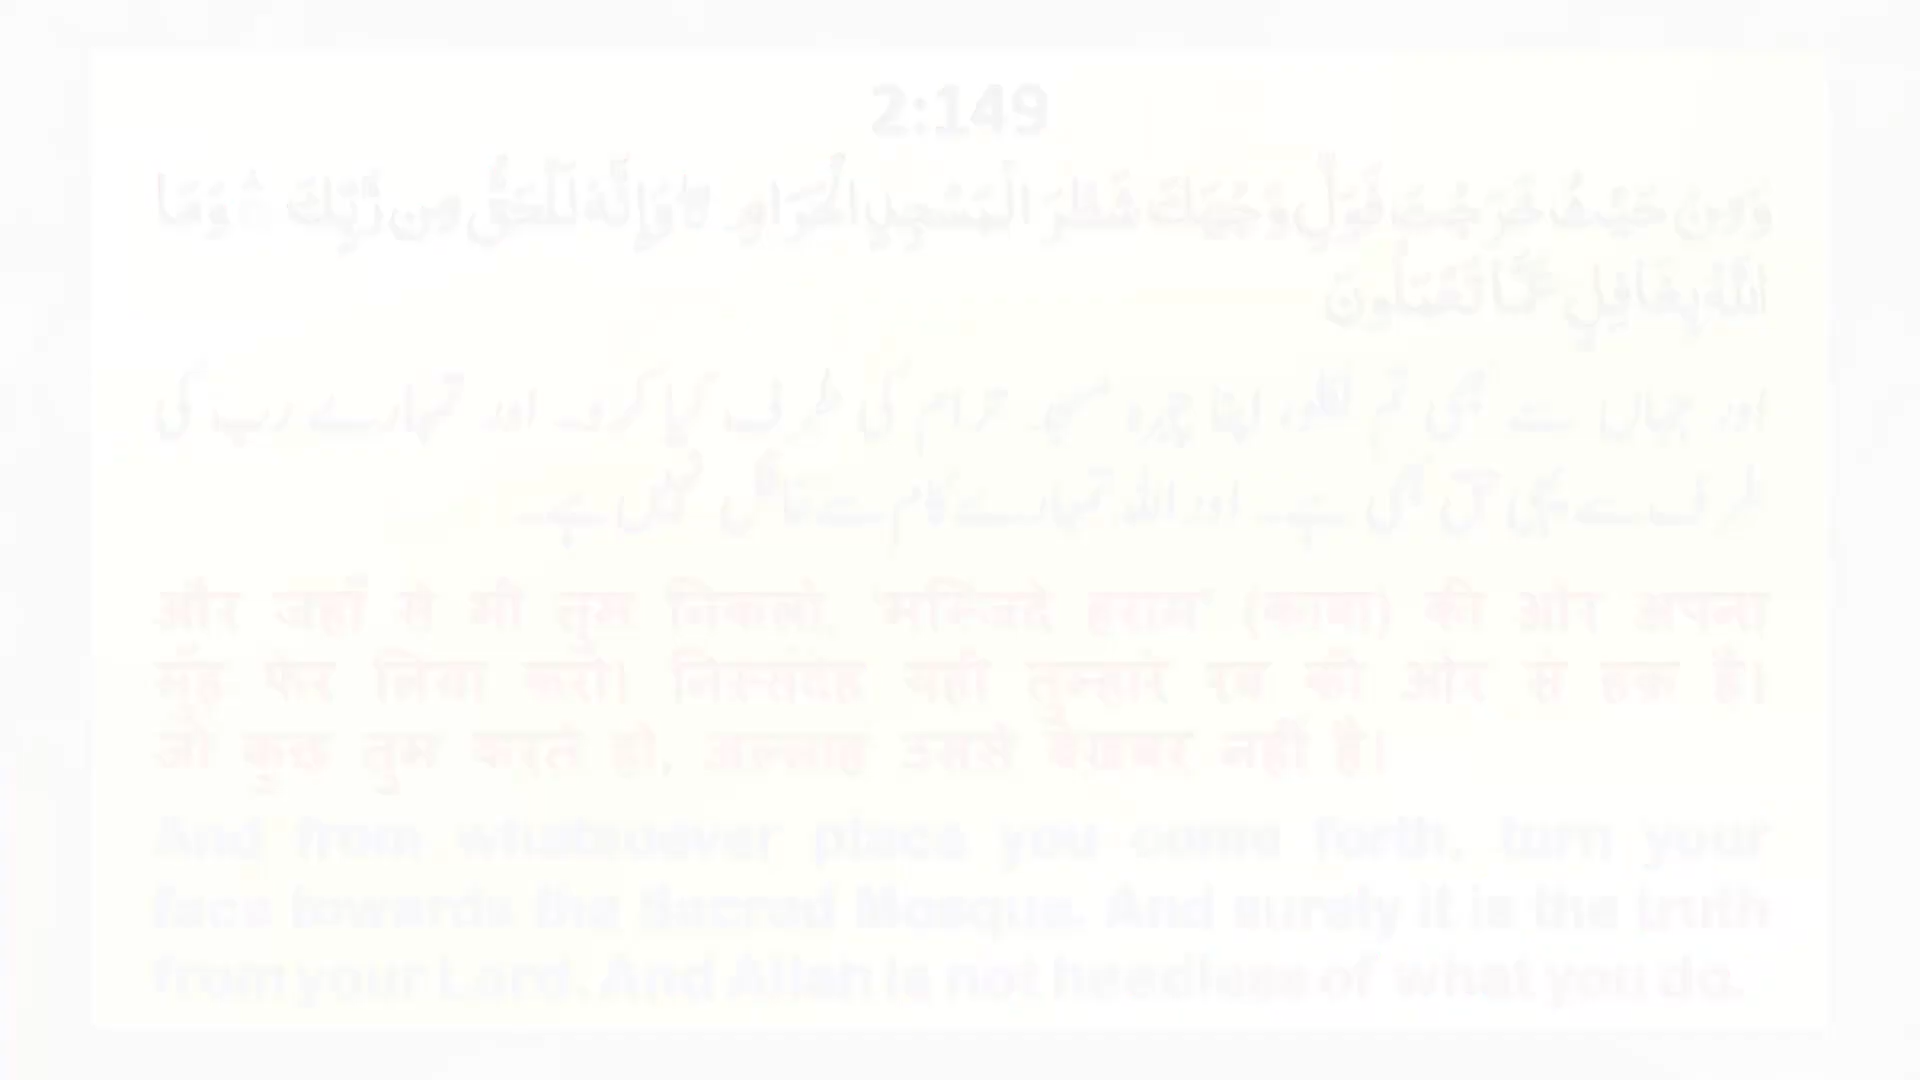 2:149
وَمِنْ حَيْثُ خَرَجْتَ فَوَلِّ وَجْهَكَ شَطْرَ الْمَسْجِدِ الْحَرَامِ ۖ وَإِنَّهُ لَلْحَقُّ مِن رَّبِّكَ ۗ وَمَا
اللَّهُ بِغَافِلٍ عَمَّا تَعْمَلُونَ
اور جہاں سے بھی تم نکلو، اپنا چہرہ مسجد حرام کی طرف کیا کرو۔ اور تمہارے رب کی
طرف سے یہی حق ہے۔ اور اللہ تمہارے کام سے غافل نہیں ہے۔
और जहाँ से भी तुम निकलो, 'मस्जिदे हराम' (काबा) की ओर अपना
मुँह फेर लिया करो। निस्संदेह यही तुम्हारे रब की ओर से हक़ है।
जो कुछ तुम करते हो, अल्लाह उससे बेख़बर नहीं है।
And from whatsoever place you come forth, turn your
face towards the Sacred Mosque. And surely it is the truth
from your Lord. And Allah is not heedless of what you do.